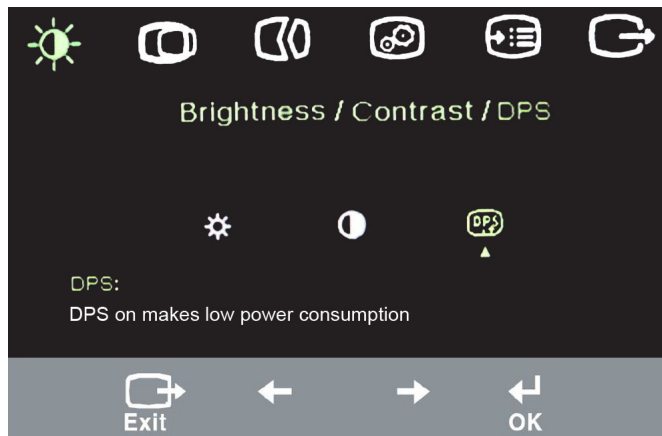 Brightness / Contrast / DPS
DPS
DPS:
DPS on makes low power consumption
Exit
OK